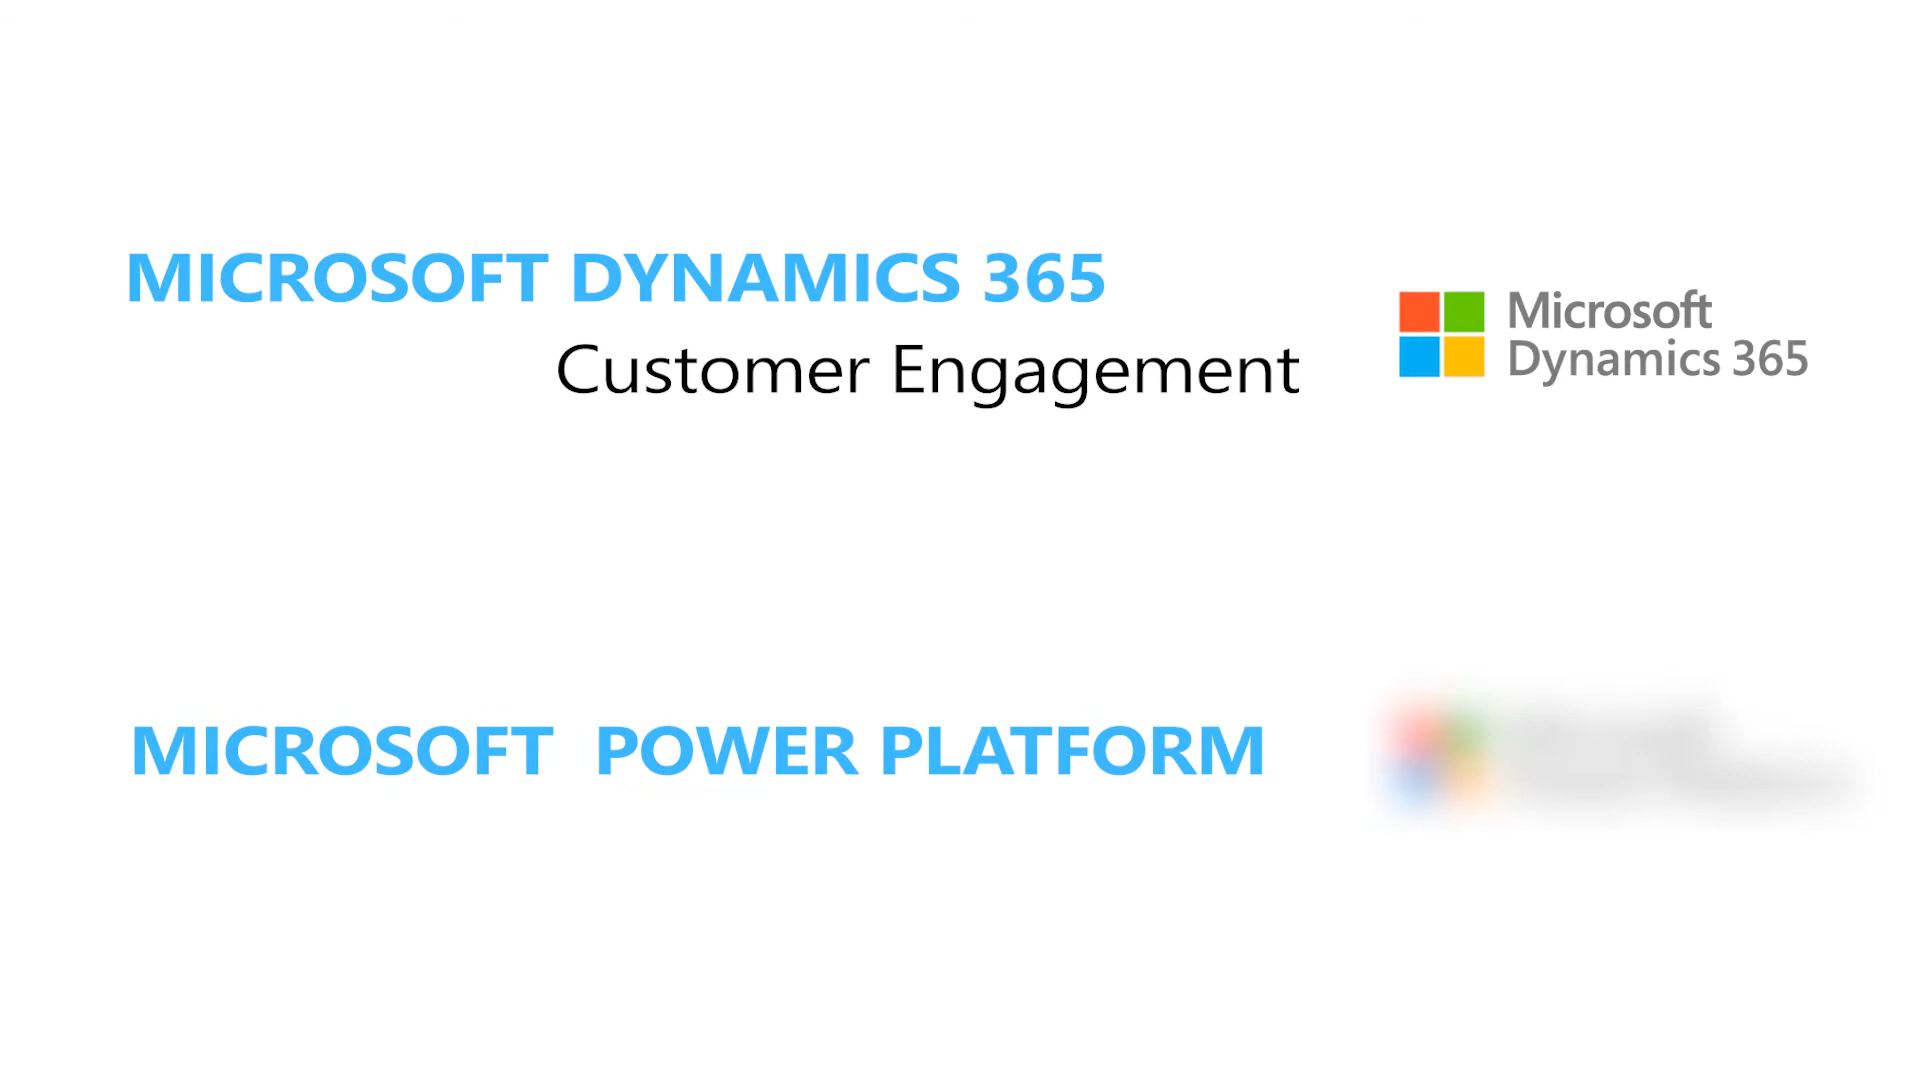 MICROSOFT DYNAMICS 365
Customer Engagement
Microsoft
Dynamics 365
MICROSOFT POWER PLATFORM